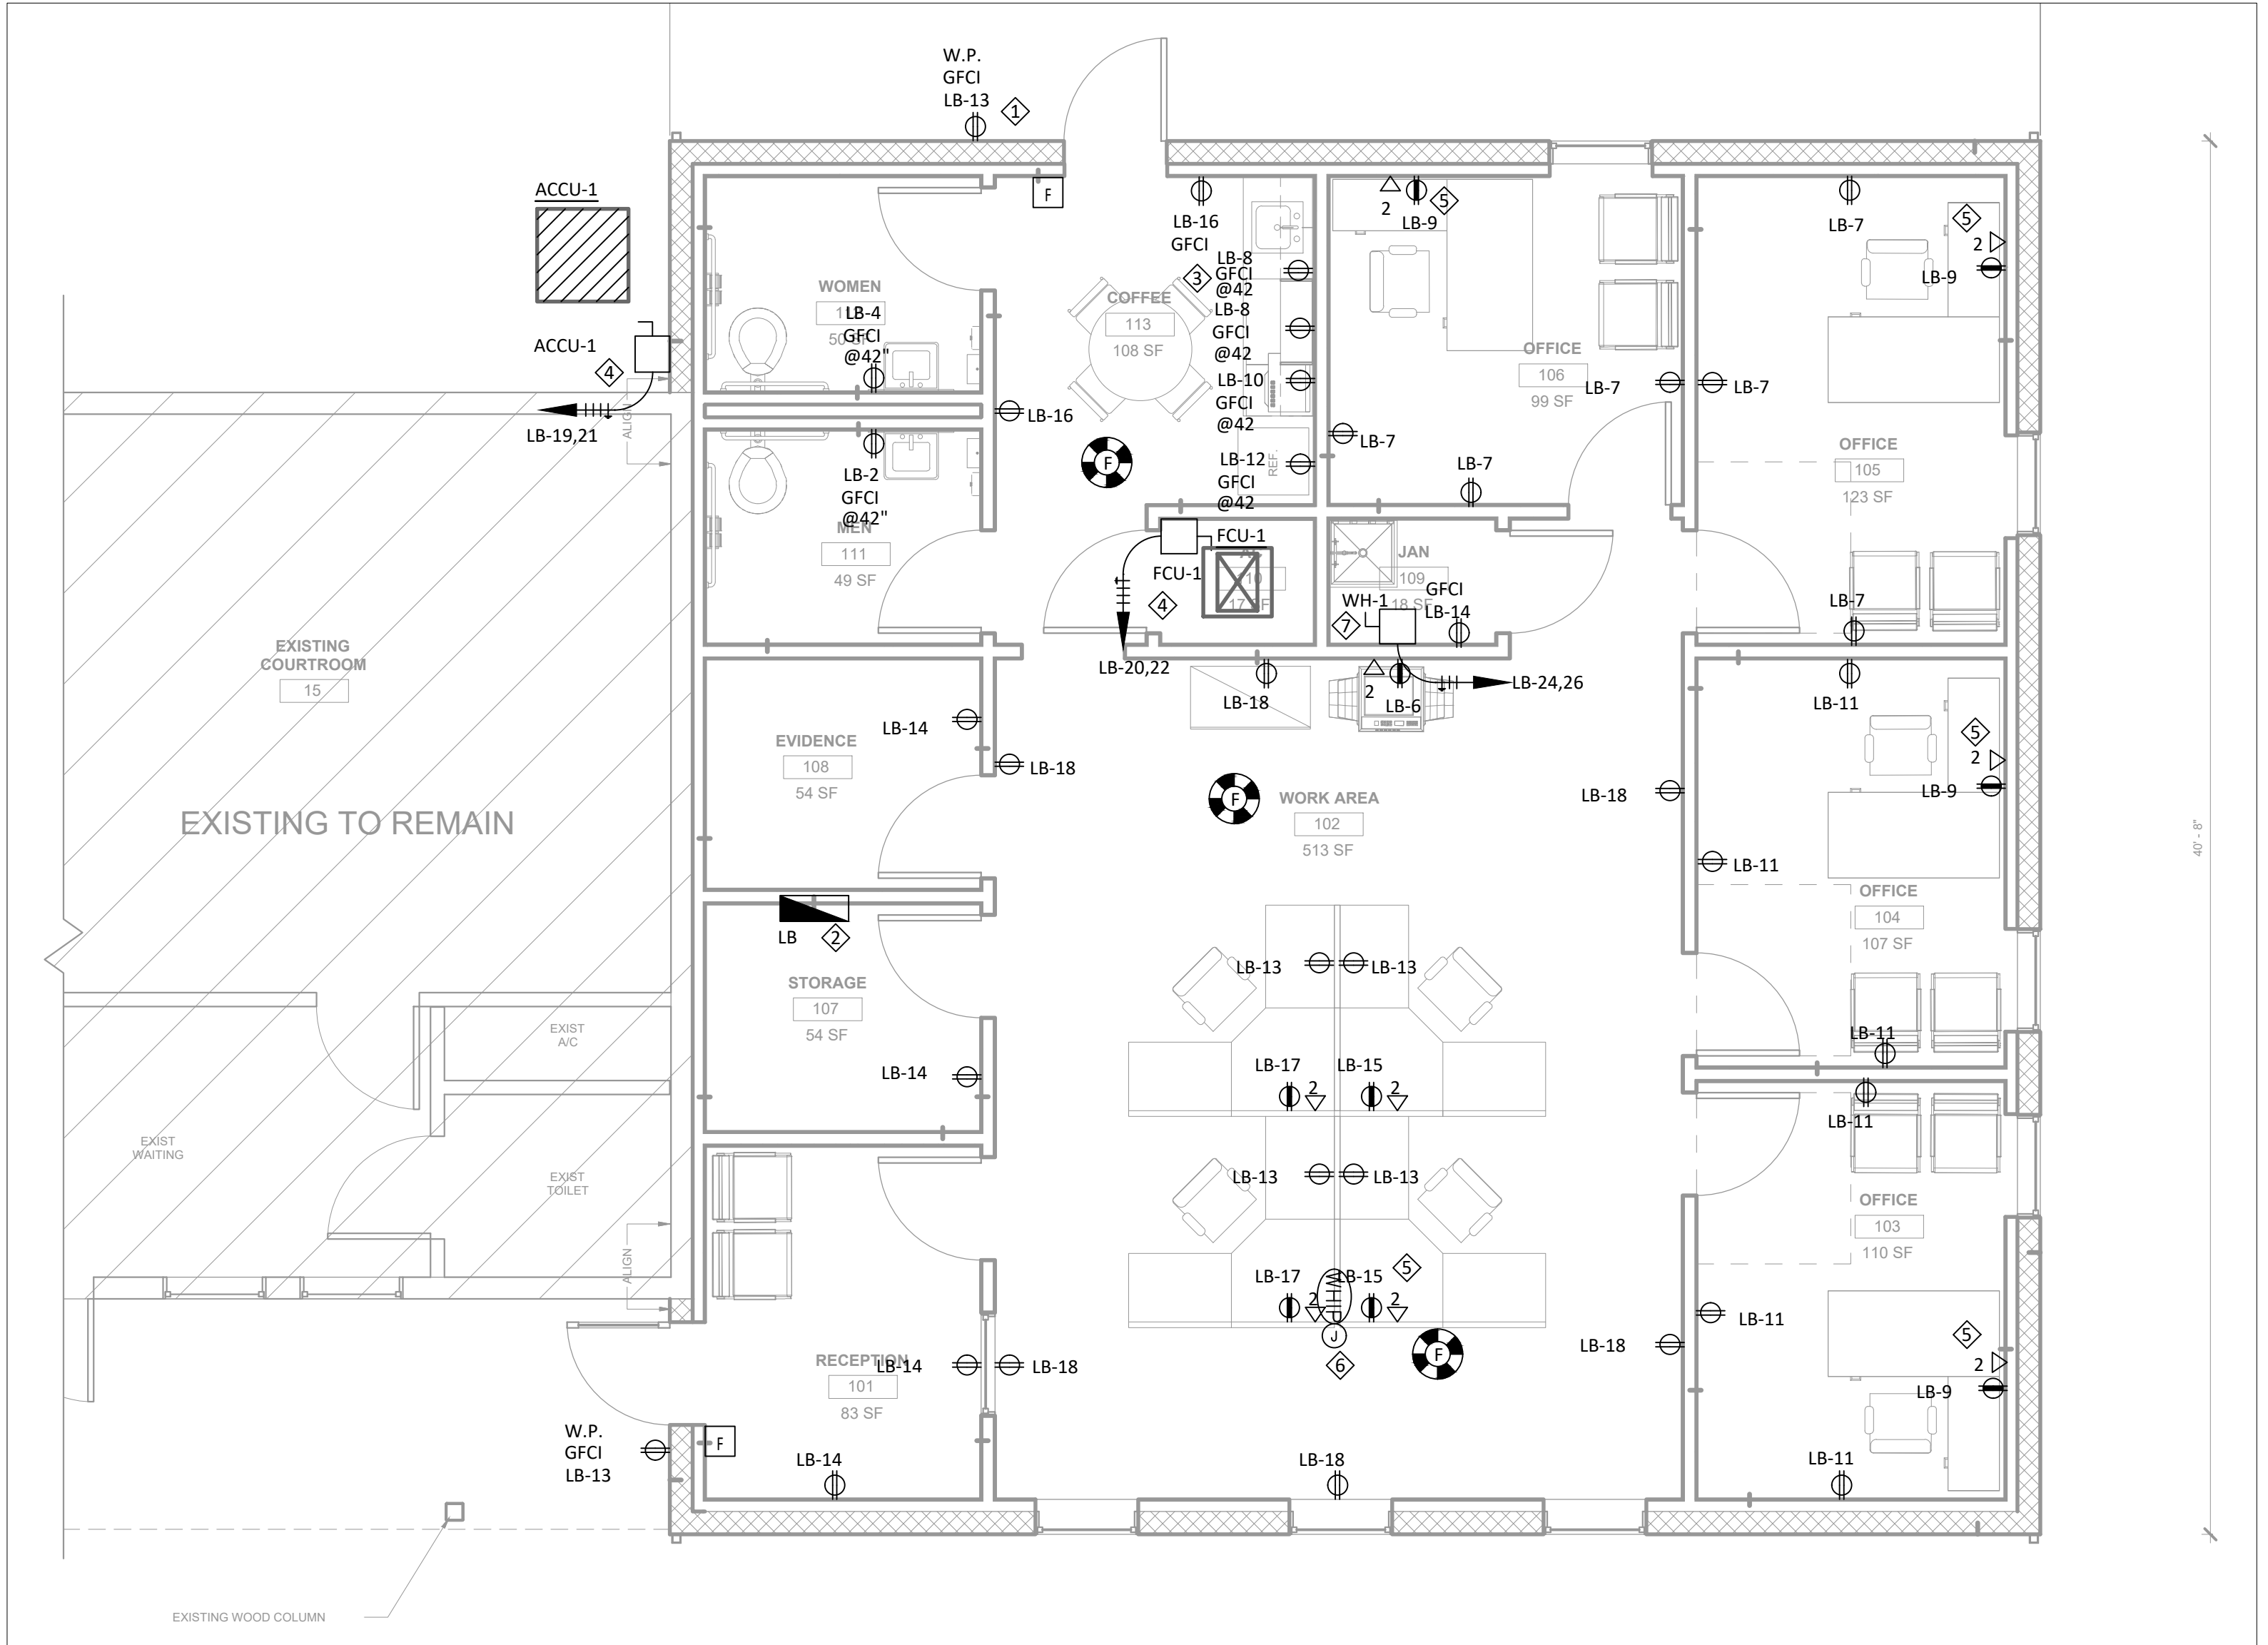 W.P.
GFCI
LB-13
1
ACCU-1
F
LB-16
GFCI
2
LB-9
5
LB-7
5
2
LB-9
3
LB-8
GFCI
@42
LB-8
GFCI
@42
LB-10
GFCI
@42
LB-12
GFCI
@42
REF.
WOMEN
LB-4
GFCI
@42"
COFFEE
113
108 SF
OFFICE
106
99 SF
LB-7
LB-7
ACCU-1
4
LB-19,21
ALIGN
LB-16
LB-7
LB-7
F
OFFICE
105
123 SF
LB-2
GFCI
@42"
MEN
111
49 SF
FCU-1
FCU-1
110
17 SF
4
LB-20,22
JAN
109
18 SF
WH-1
7
GFCI
LB-14
LB-7
EXISTING
COURTROOM
15
EXISTING TO REMAIN
LB-18
2
LB-6
LB-24,26
LB-11
5
2
LB-9
LB-14
EVIDENCE
108
54 SF
LB-18
F
WORK AREA
102
513 SF
LB-18
LB-11
40' - 8"
OFFICE
104
107 SF
LB
2
STORAGE
107
54 SF
LB-13
LB-13
LB-11
EXIST
A/C
LB-14
LB-17
2
LB-15
2
LB-11
EXIST
WAITING
EXIST
TOILET
LB-13
LB-13
OFFICE
103
110 SF
ALIGN
LB-17
2
WHIP
LB-15
2
5
J
6
F
LB-18
LB-11
5
2
LB-9
RECEPTION
101
83 SF
LB-14
LB-18
W.P.
GFCI
LB-13
F
LB-14
LB-18
LB-11
EXISTING WOOD COLUMN